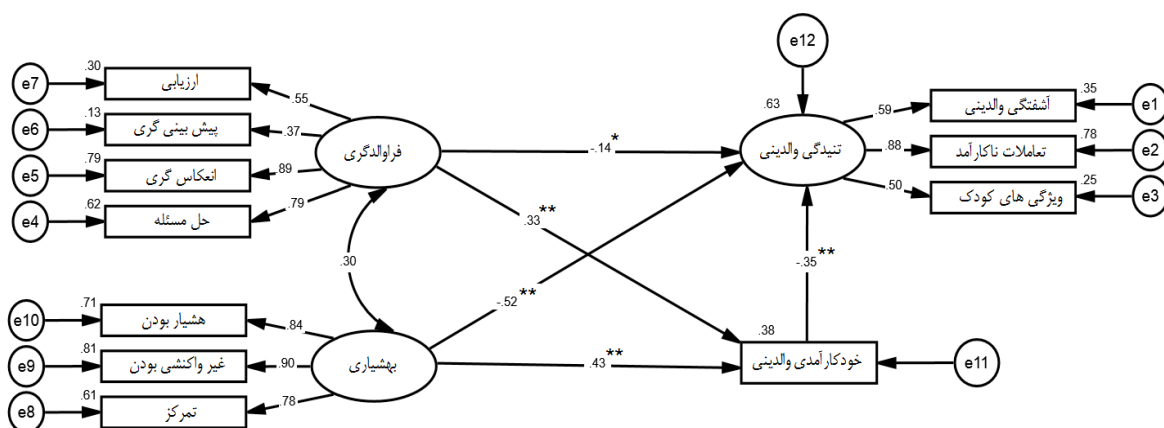 e12
e7
.30
ارزیابی
.55
e6
.13
پیش بینی گری
.37
e5
.79
انعکاس گری
.89
e4
.62
حل مسئله
.79
فراوالدگری
-.14*
.63
تنیدگی والدینی
.59
آشفتگی والدینی
.35
e1
.88
تعاملات ناکارآمد
.78
e2
.50
ویژگی های کودک
.25
e3
.33**
.30
-.52**
-.35**
e10
.71
هشیار بودن
.84
e9
.81
غیر واکنشی بودن
.90
e8
.61
تمرکز
.78
بهشیاری
.43**
.38
خودکارآمدی والدینی
e11